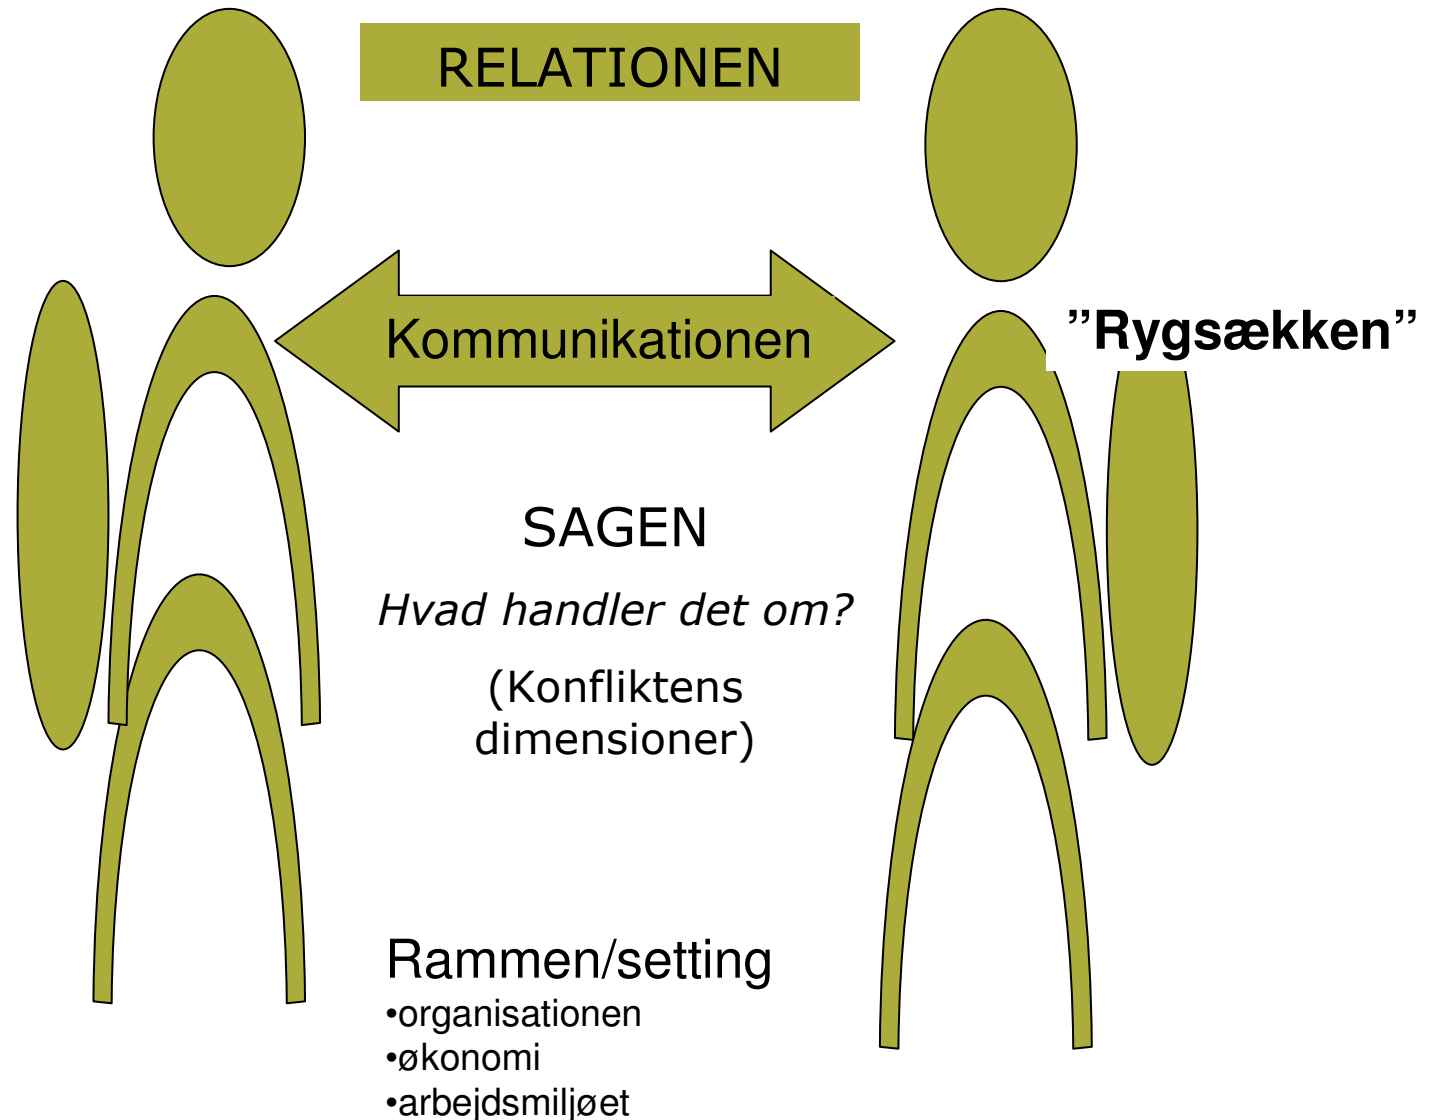 RELATIONEN
Kommunikationen
”Rygsækken”
SAGEN
Hvad handler det om?
(Konfliktens
dimensioner)
Rammen/setting
•organisationen
•økonomi
•arbejdsmiljøet